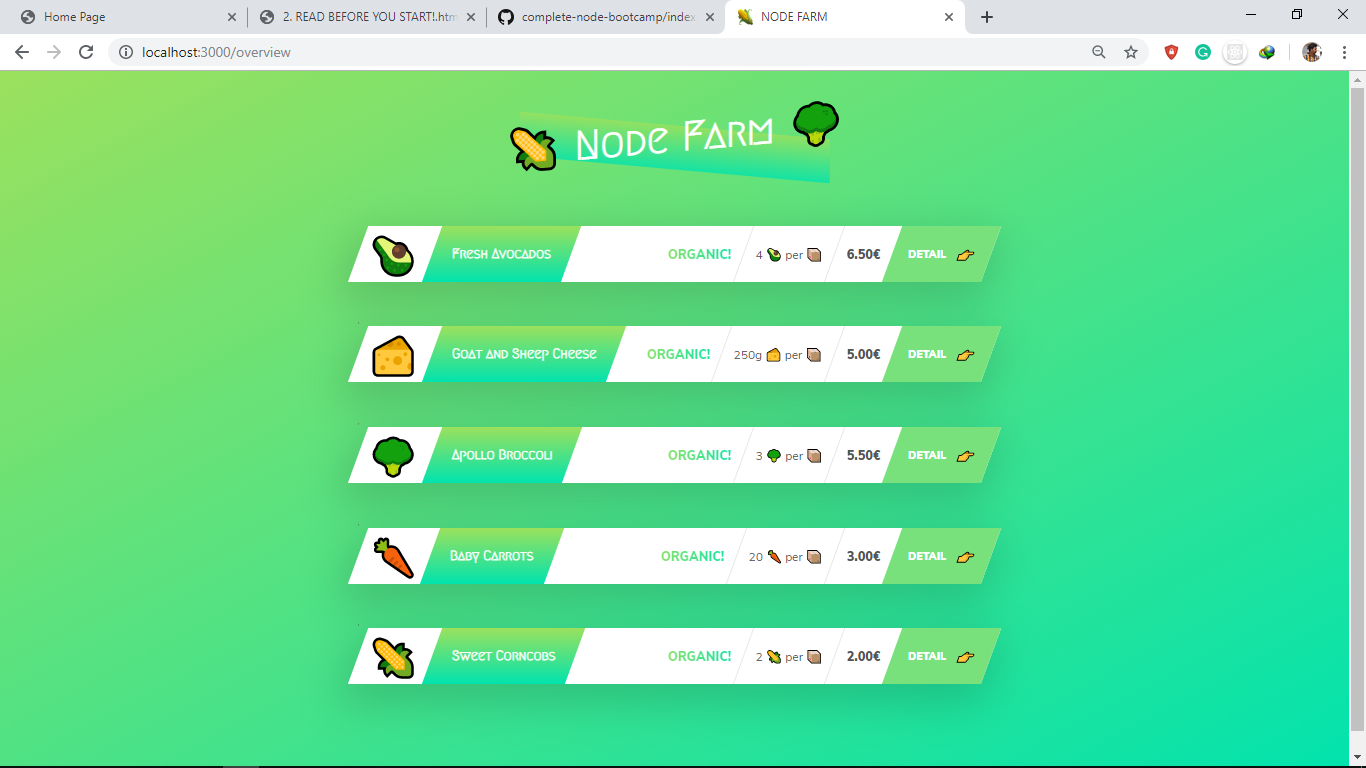 Home Page
2. READ BEFORE YOU START!.htm
complete-node-bootcamp/index
NODE FARM
localhost:3000/overview
Node Farm
Fresh Avocados ORGANIC! 4 🥑 per 📦 6.50€ DETAIL 👉
Goat and Sheep Cheese ORGANIC! 250g 🧀 per 📦 5.00€ DETAIL 👉
Apollo Broccoli ORGANIC! 3 🥦 per 📦 5.50€ DETAIL 👉
Baby Carrots ORGANIC! 20 🥕 per 📦 3.00€ DETAIL 👉
Sweet Corncobs ORGANIC! 2 🌽 per 📦 2.00€ DETAIL 👉